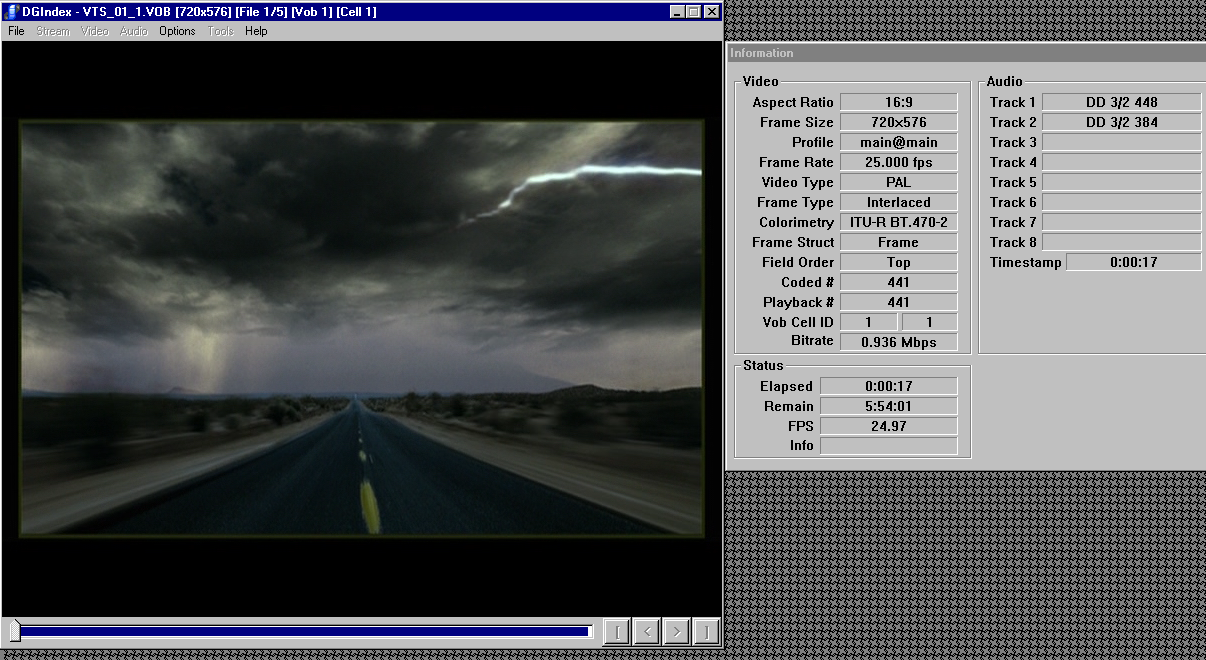 DGIndex - VTS_01_1.VOB [720x576] [File 1/5] [Vob 1] [Cell 1]
File Stream Video Audio Options Tools Help
[ < > ]
Information
Video
Aspect Ratio 16:9
Frame Size 720x576
Profile main@main
Frame Rate 25.000 fps
Video Type PAL
Frame Type Interlaced
Colorimetry ITU-R BT.470-2
Frame Struct Frame
Field Order Top
Coded # 441
Playback # 441
Vob Cell ID 1 1
Bitrate 0.936 Mbps
Status
Elapsed 0:00:17
Remain 5:54:01
FPS 24.97
Info
Audio
Track 1 DD 3/2 448
Track 2 DD 3/2 384
Track 3
Track 4
Track 5
Track 6
Track 7
Track 8
Timestamp 0:00:17